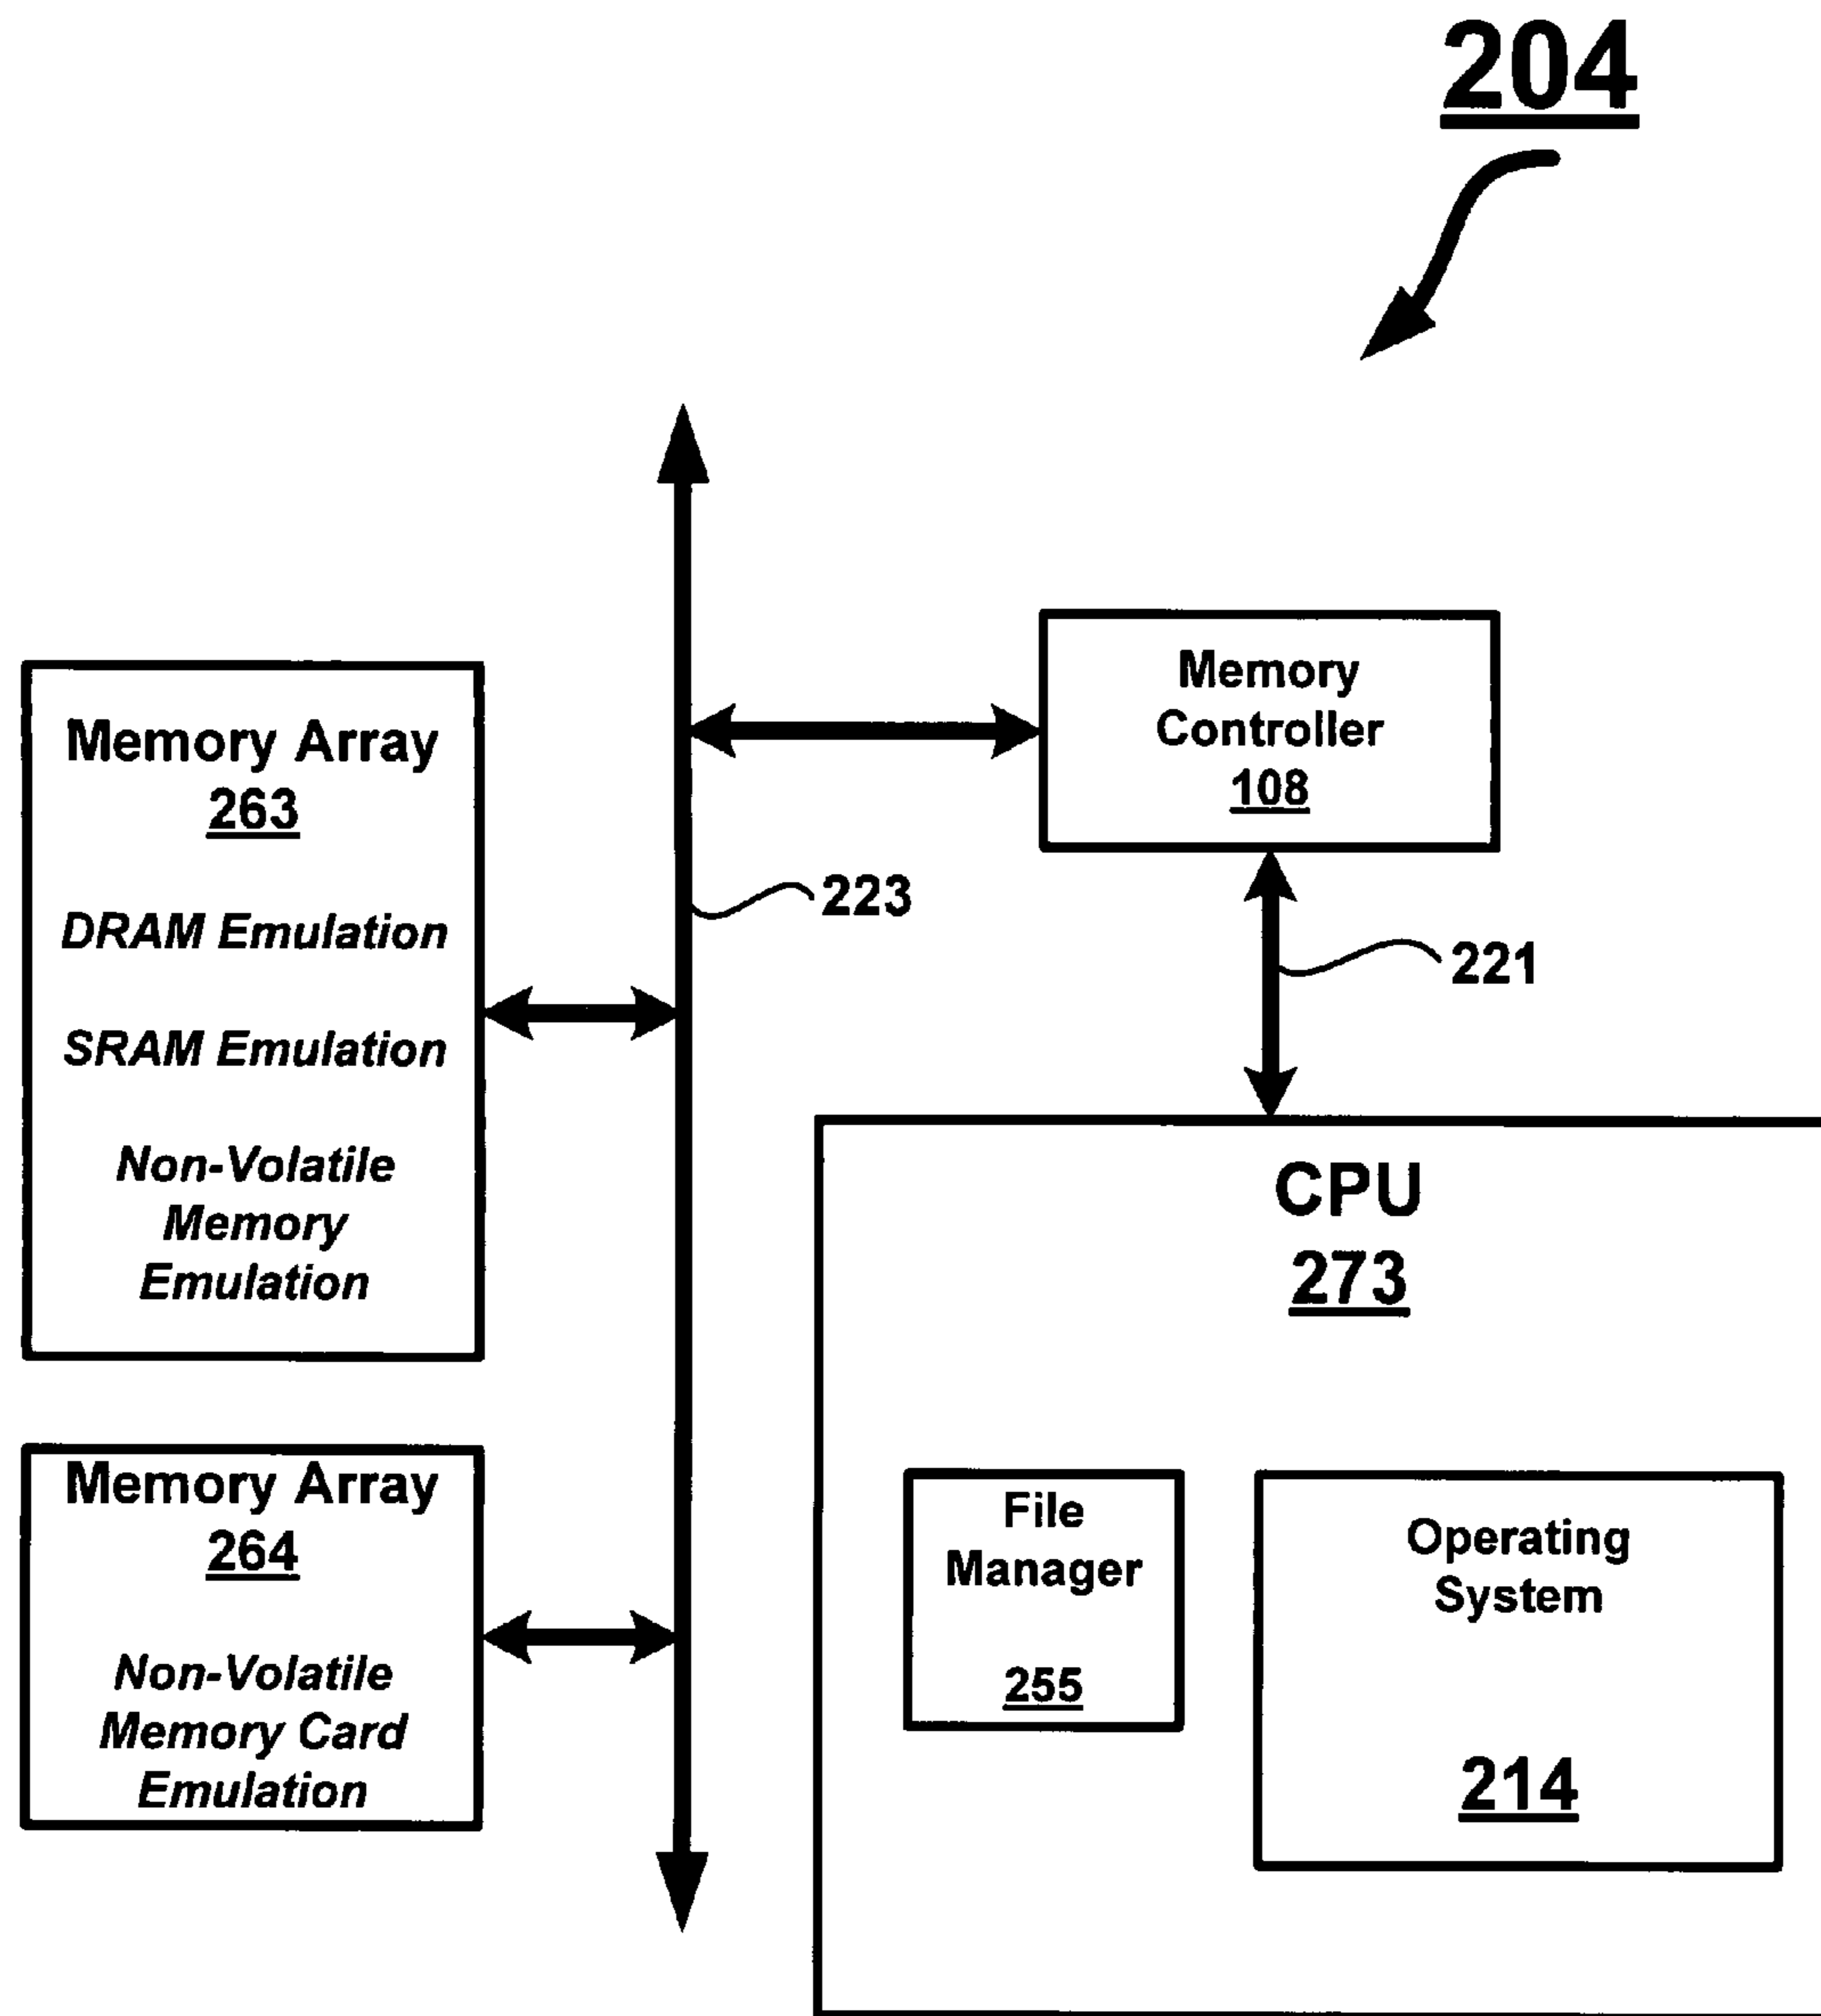 204
Memory
Controller
108
Memory Array
263
DRAM Emulation
SRAM Emulation
Non-Volatile
Memory
Emulation
223
221
CPU
273
Memory Array
264
Non-Volatile
Memory Card
Emulation
File
Manager
255
Operating
System
214